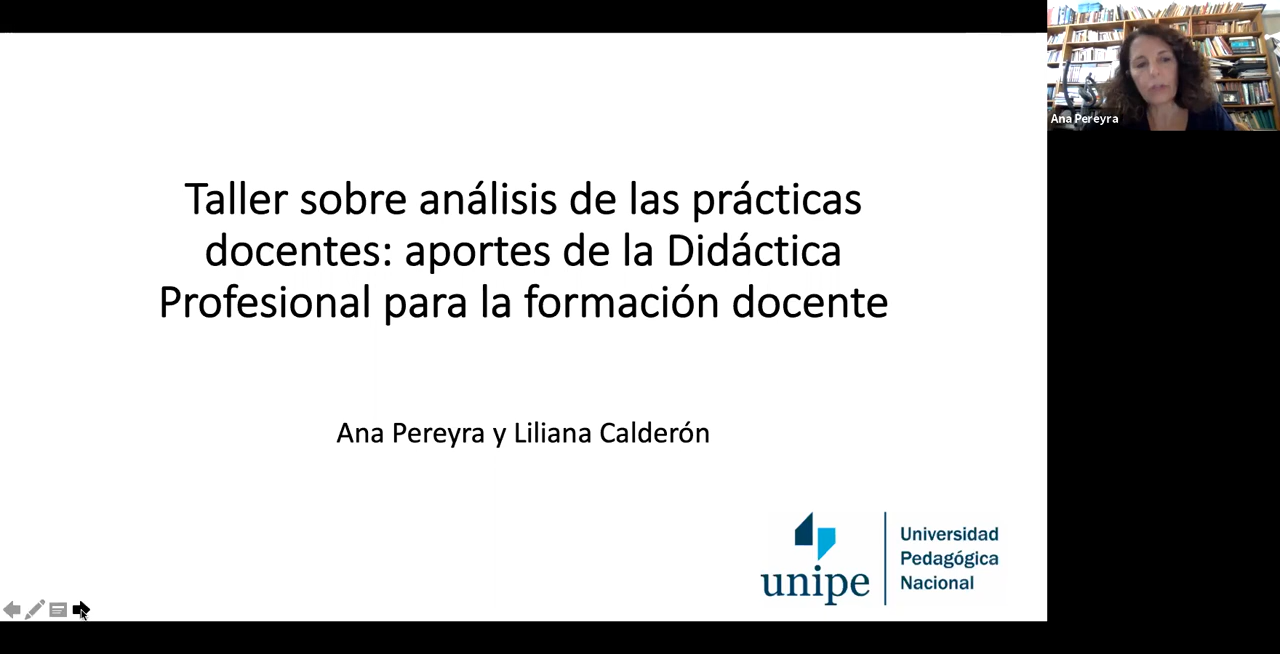 Taller sobre análisis de las prácticas
docentes: aportes de la Didáctica
Profesional para la formación docente
Ana Pereyra y Liliana Calderón
unipe
Universidad
Pedagógica
Nacional
Ana Pereyra